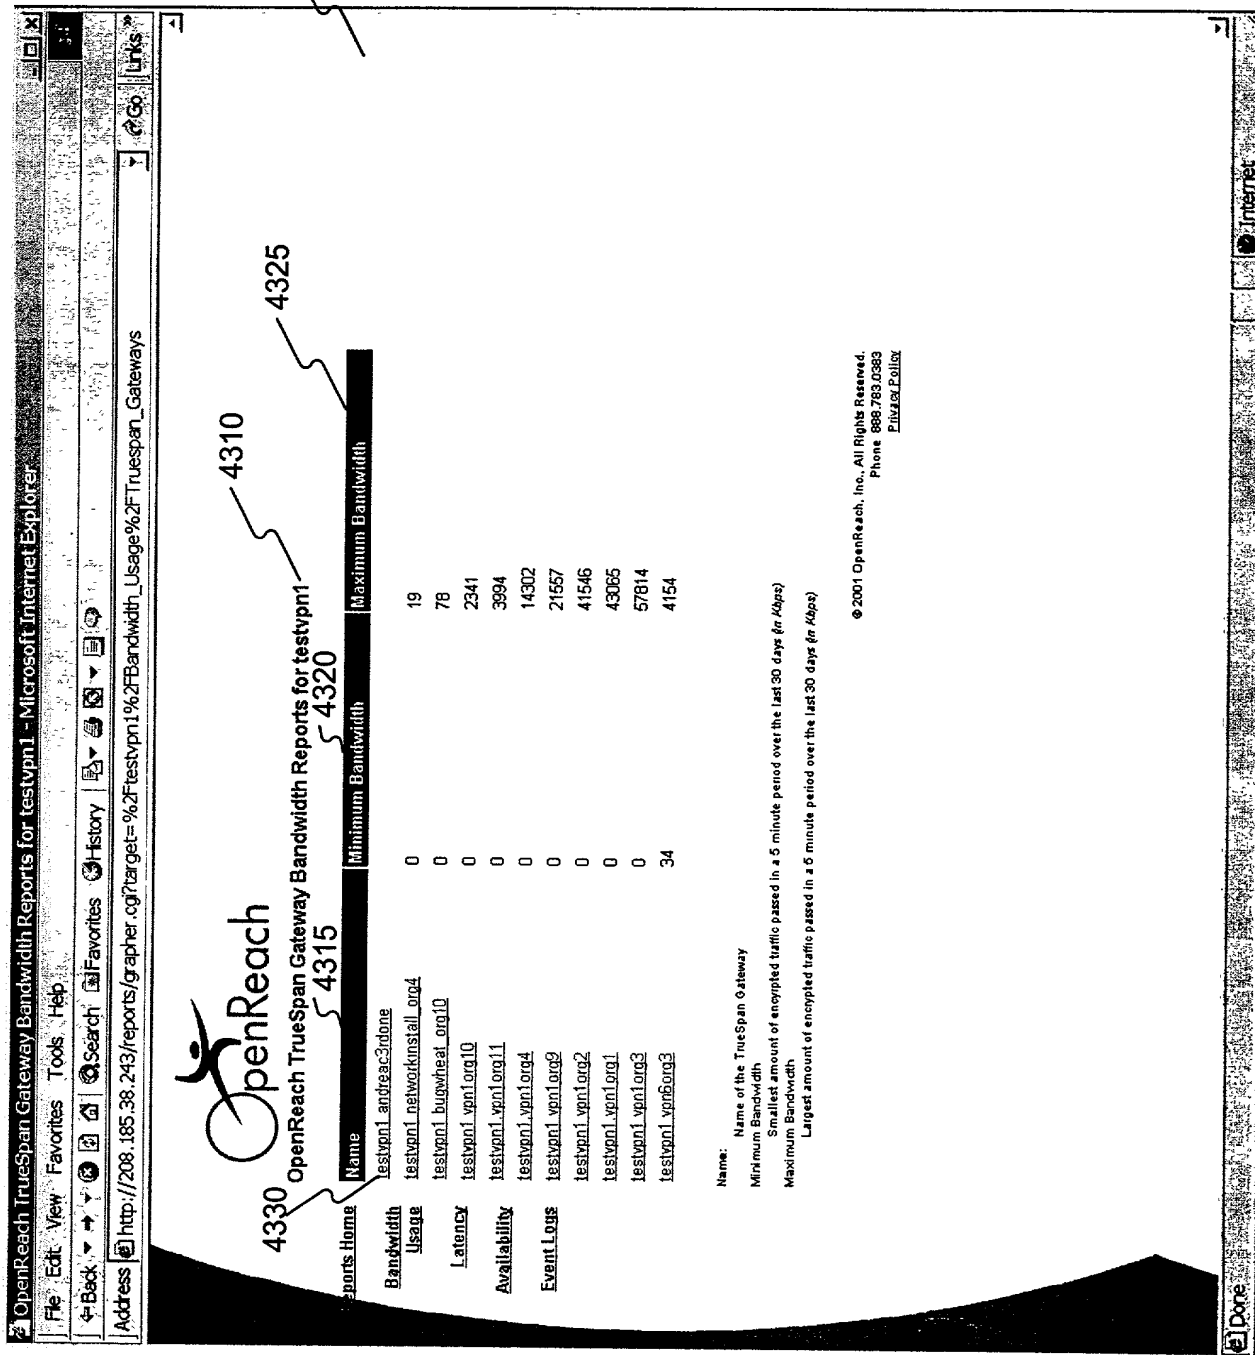 OpenReach TrueSpan Gateway Bandwidth Reports for testvpn1 - Microsoft Internet Explorer
File Edit View Favorites Tools Help
Back Search Favorites History
Address http://208.185.38.243/reports/grapher.cgi?target=%2Ftestvpn1%2FBandwidth_Usage%2FTruespan_Gateways Go Links »
OpenReach
4310
4325
OpenReach TrueSpan Gateway Bandwidth Reports for testvpn1
4330 4315 4320
Reports Home
Bandwidth Usage
Latency
Availability
Event Logs
Name Minimum Bandwidth Maximum Bandwidth
testvpn1.andreac3rdone
testvpn1.networkinstall_org4 0 19
testvpn1.bugwheat_org10 0 78
testvpn1.vpn1org10 0 2341
testvpn1.vpn1org11 0 3994
testvpn1.vpn1org4 0 14302
testvpn1.vpn1org9 0 21557
testvpn1.vpn1org2 0 41546
testvpn1.vpn1org1 0 43065
testvpn1.vpn1org3 0 57814
testvpn1.vpn6org3 34 4154
Name:
Name of the TrueSpan Gateway
Minimum Bandwidth
Smallest amount of encyrpted traffic passed in a 5 minute period over the last 30 days (in Kbps)
Maximum Bandwidth
Largest amount of encrypted traffic passed in a 5 minute period over the last 30 days (in Kbps)
© 2001 OpenReach, Inc., All Rights Reserved.
Phone 888.783.0383
Privacy Policy
Done Internet